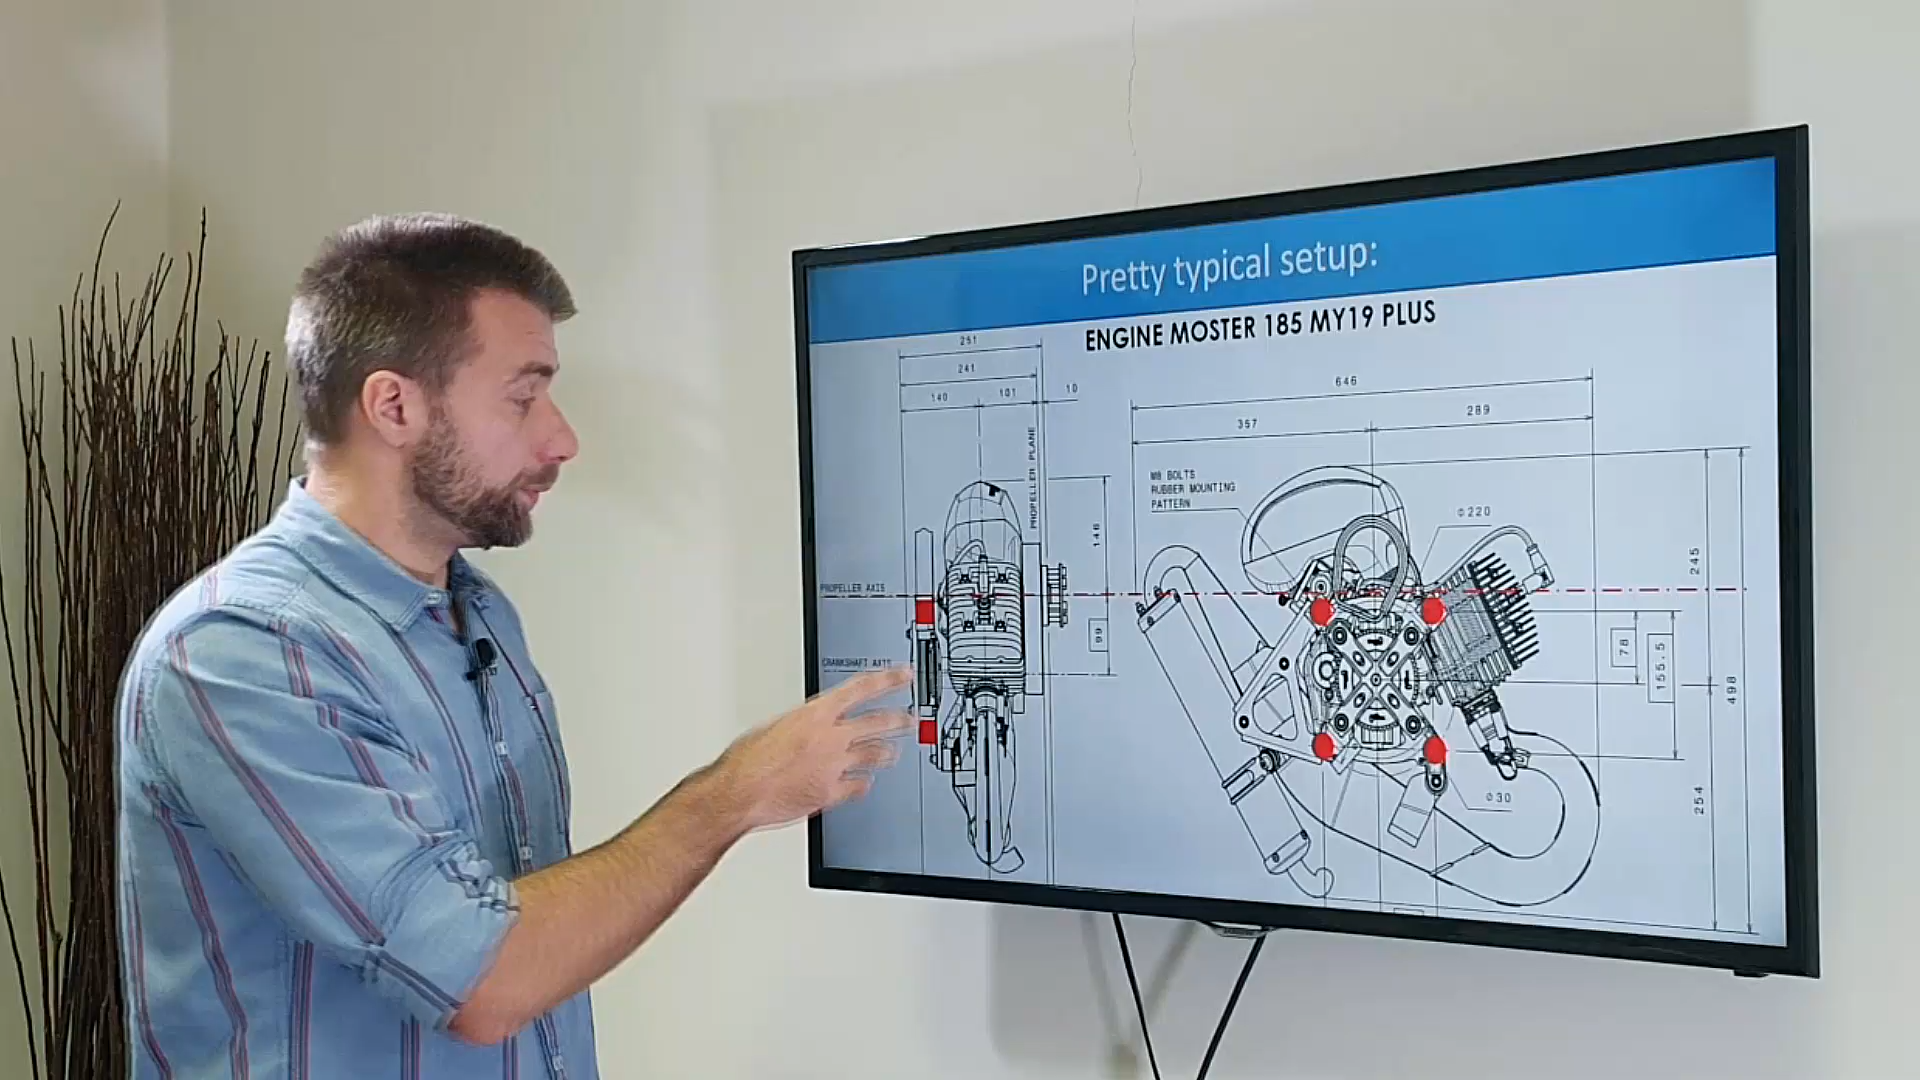 Pretty typical setup:
ENGINE MOSTER 185 MY19 PLUS
251
241
140
101
10
646
357
289
PROPELLER PLANE
M8 BOLTS
RUBBER MOUNTING
PATTERN
Φ220
146
245
PROPELLER AXIS
99
CRANKSHAFT AXIS
78
155.5
498
Φ30
254
SAMSUNG